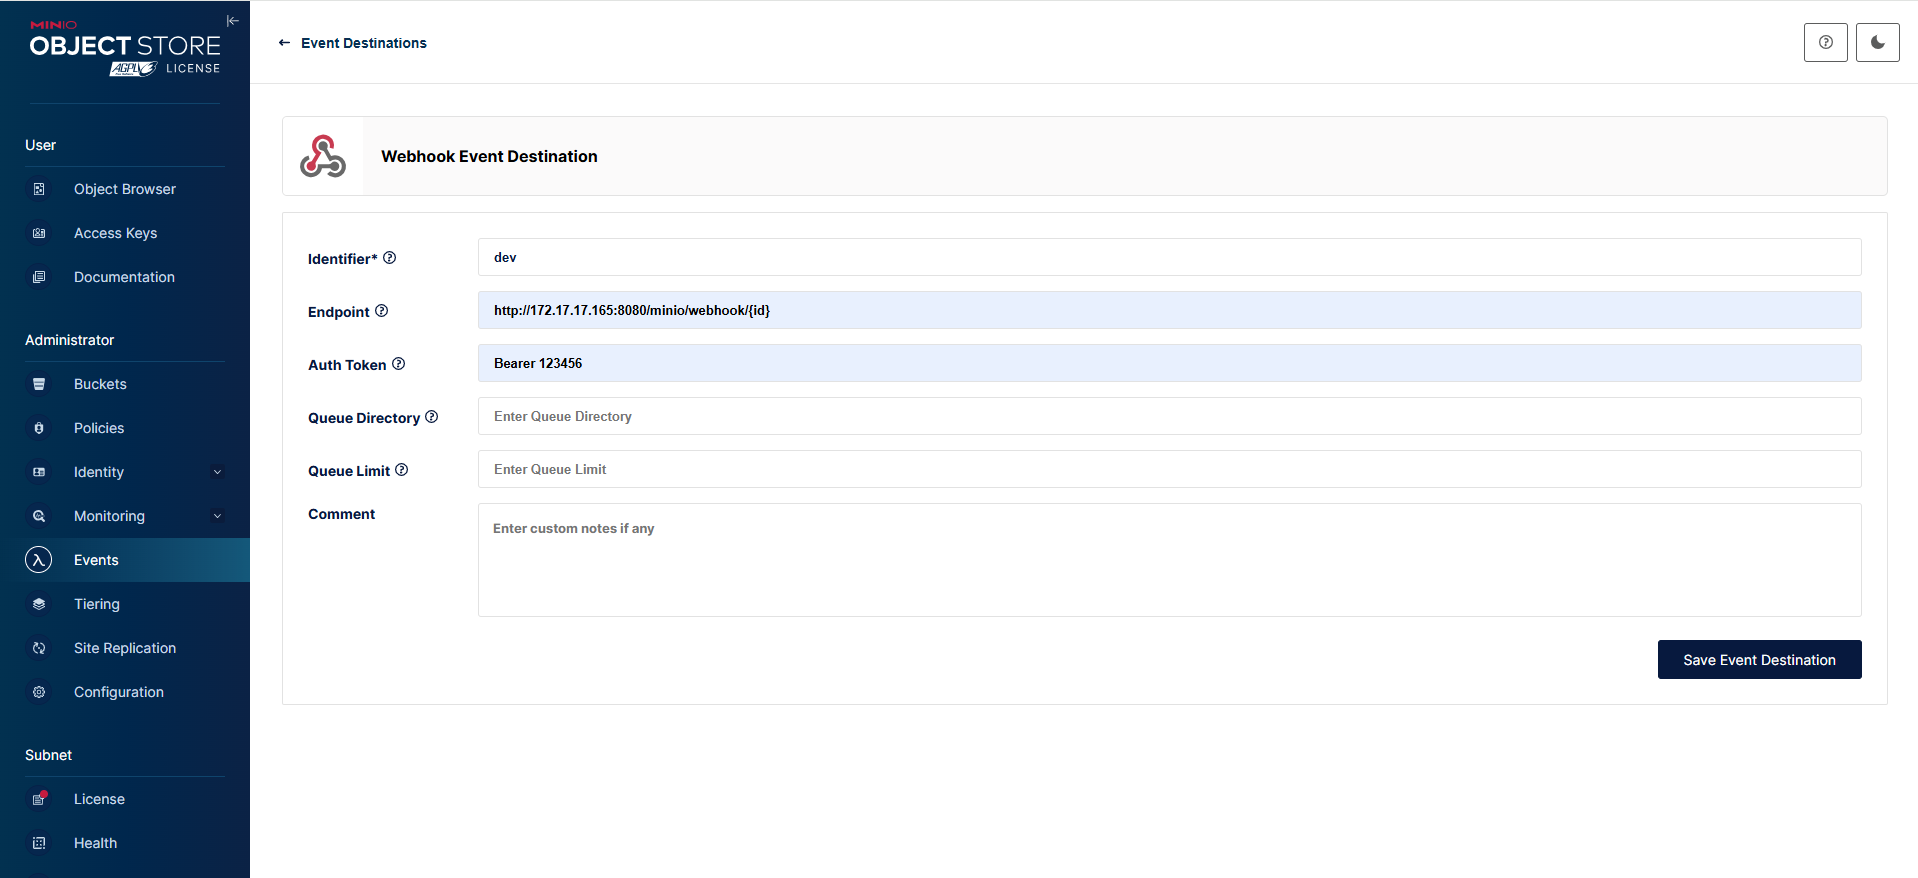 MINIO
OBJECT STORE
AGPL V3 LICENSE
User
Object Browser
Access Keys
Documentation
Administrator
Buckets
Policies
Identity
Monitoring
Events
Tiering
Site Replication
Configuration
Subnet
License
Health
Event Destinations
Webhook Event Destination
Identifier*
dev
Endpoint
http://172.17.17.165:8080/minio/webhook/{id}
Auth Token
Bearer 123456
Queue Directory
Enter Queue Directory
Queue Limit
Enter Queue Limit
Comment
Enter custom notes if any
Save Event Destination